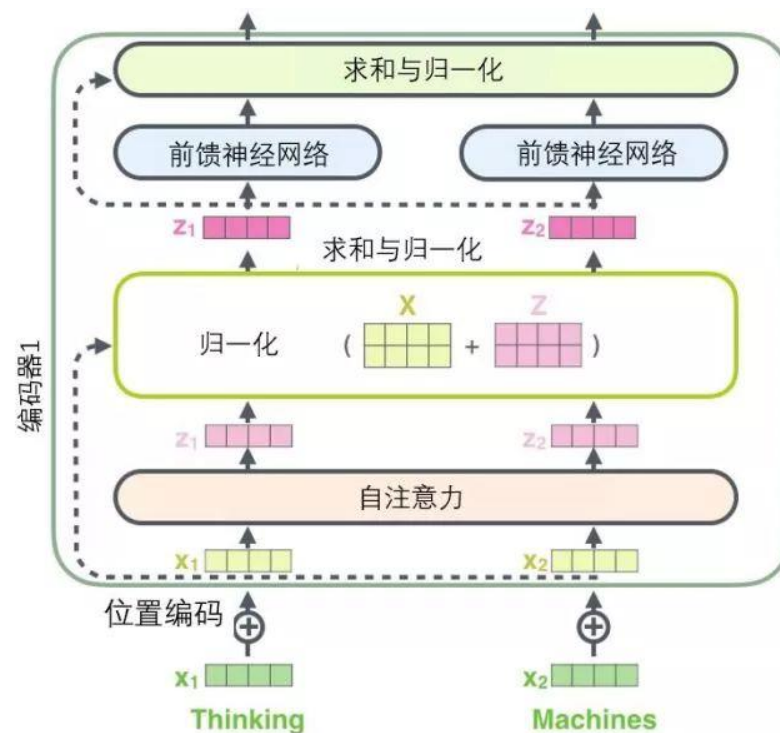 求和与归一化
前馈神经网络 前馈神经网络
z1 z2
求和与归一化
X Z
归一化 ( + )
编码器1
z1 z2
自注意力
x1 x2
位置编码
x1 x2
Thinking Machines